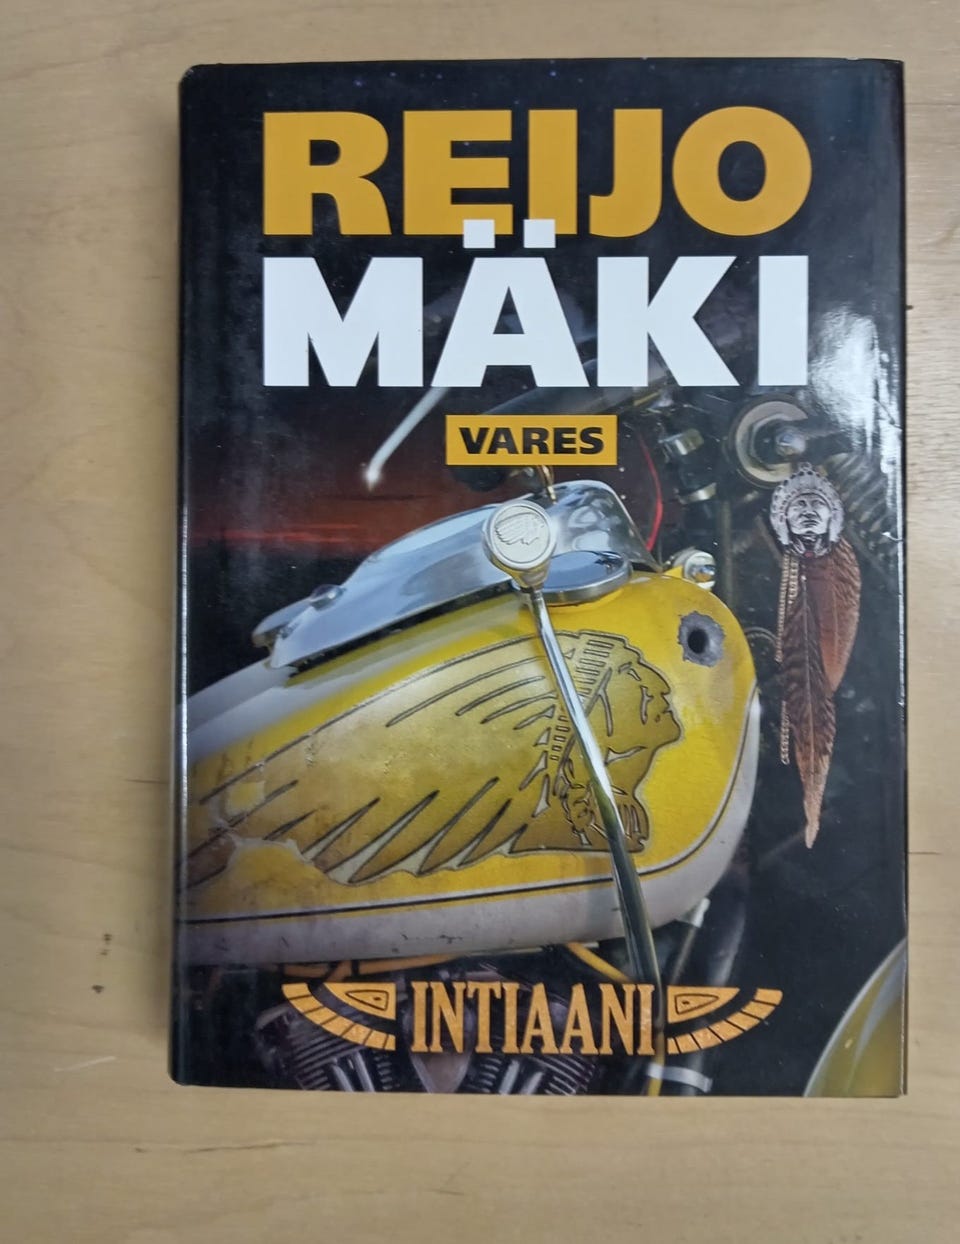 REIJO
MÄKI
VARES
INTIAANI